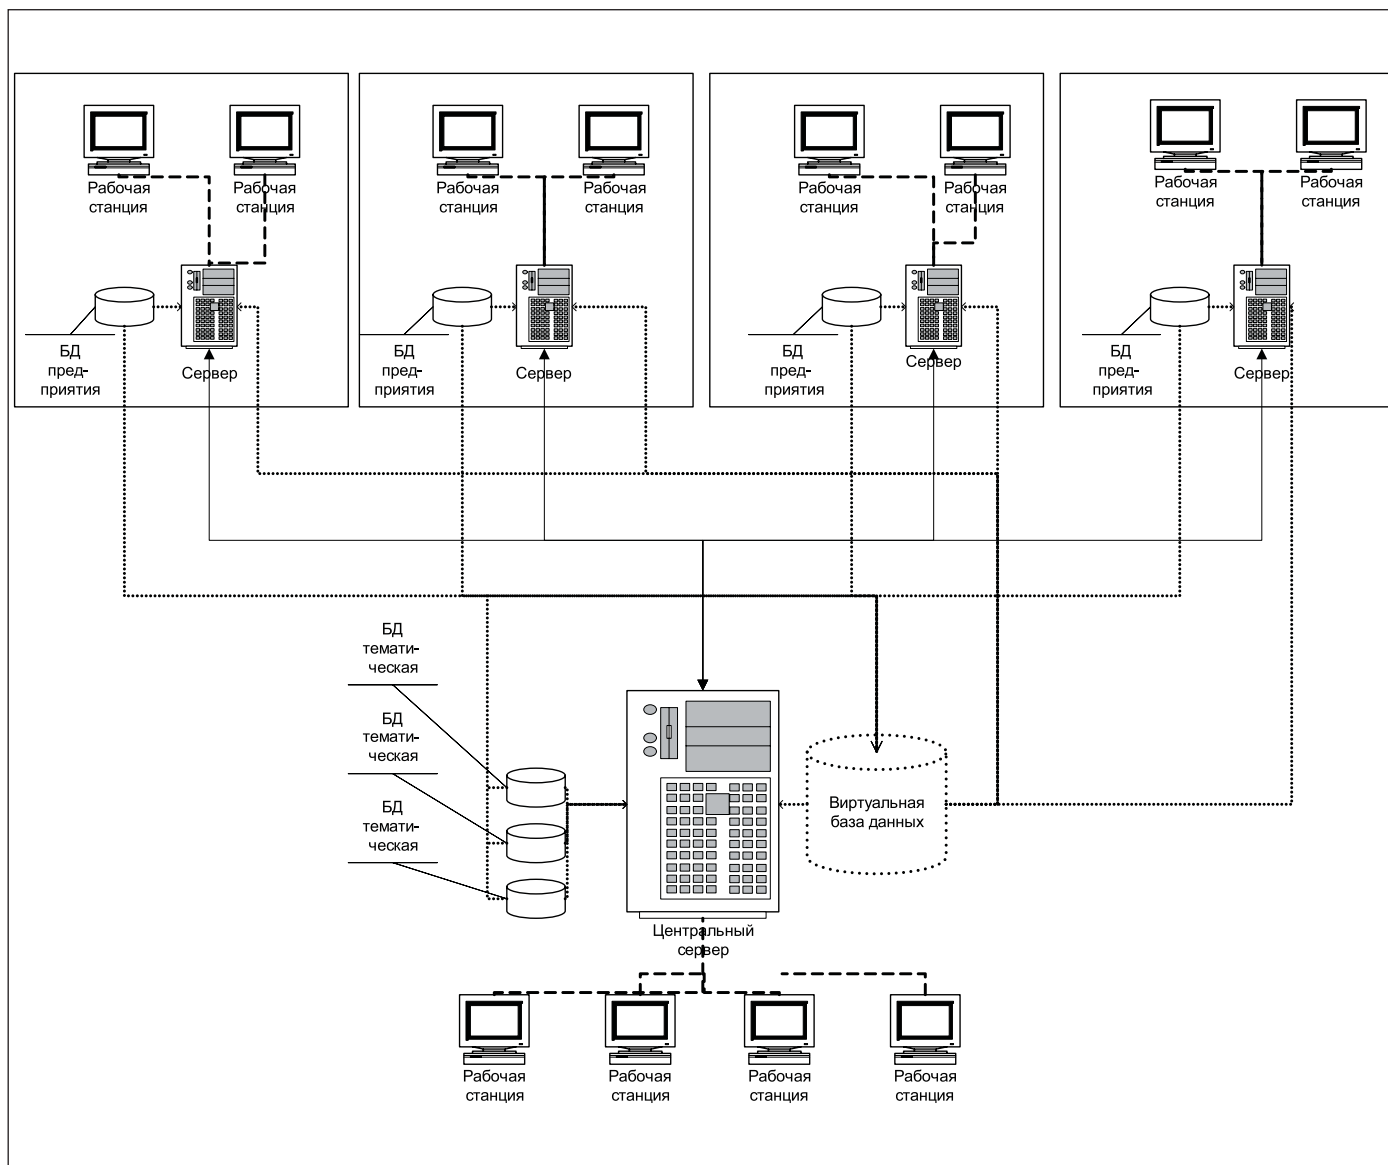 Рабочая
станция
Рабочая
станция
Рабочая
станция
Рабочая
станция
Рабочая
станция
Рабочая
станция
Рабочая
станция
Рабочая
станция
БД
пред-
приятия
Сервер
БД
пред-
приятия
Сервер
БД
пред-
приятия
Сервер
БД
пред-
приятия
Сервер
БД
темати-
ческая
БД
темати-
ческая
БД
темати-
ческая
Виртуальная
база данных
Центральный
сервер
Рабочая
станция
Рабочая
станция
Рабочая
станция
Рабочая
станция